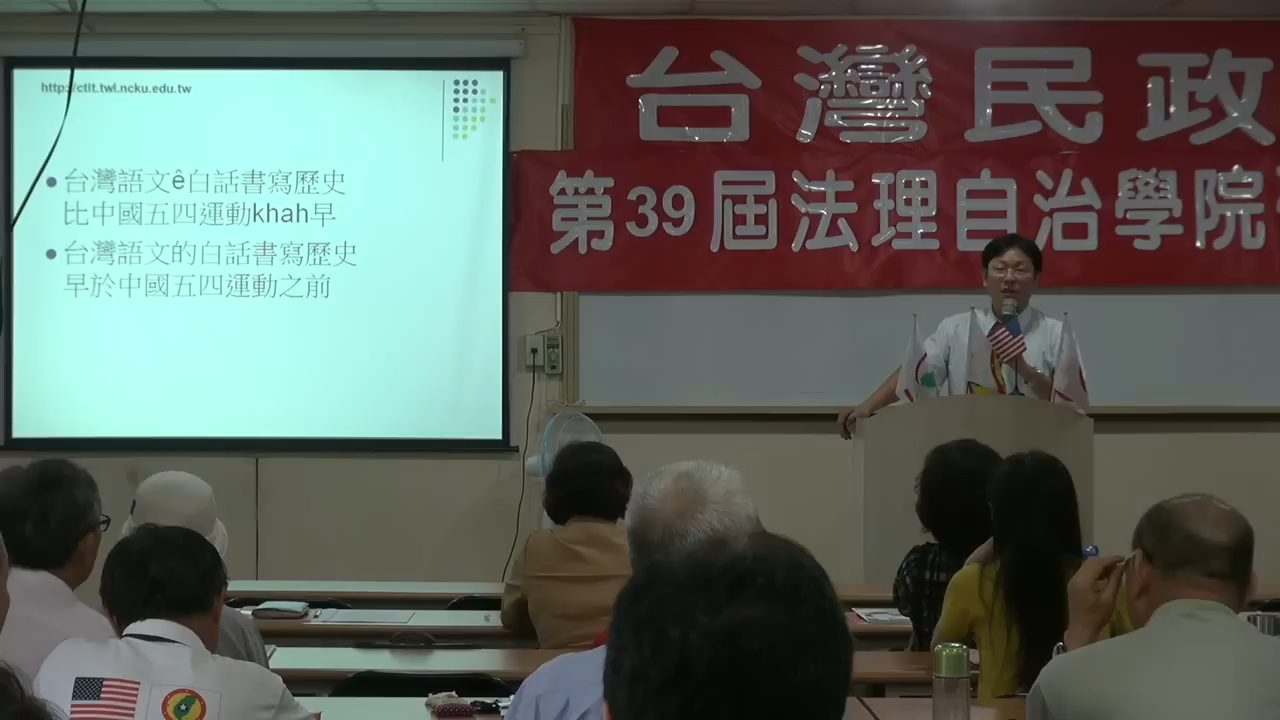 http://ctlt.twl.ncku.edu.tw
台灣語文ê白話書寫歷史
比中國五四運動khah早
台灣語文的白話書寫歷史
早於中國五四運動之前
台灣民政
第39屆法理自治學院